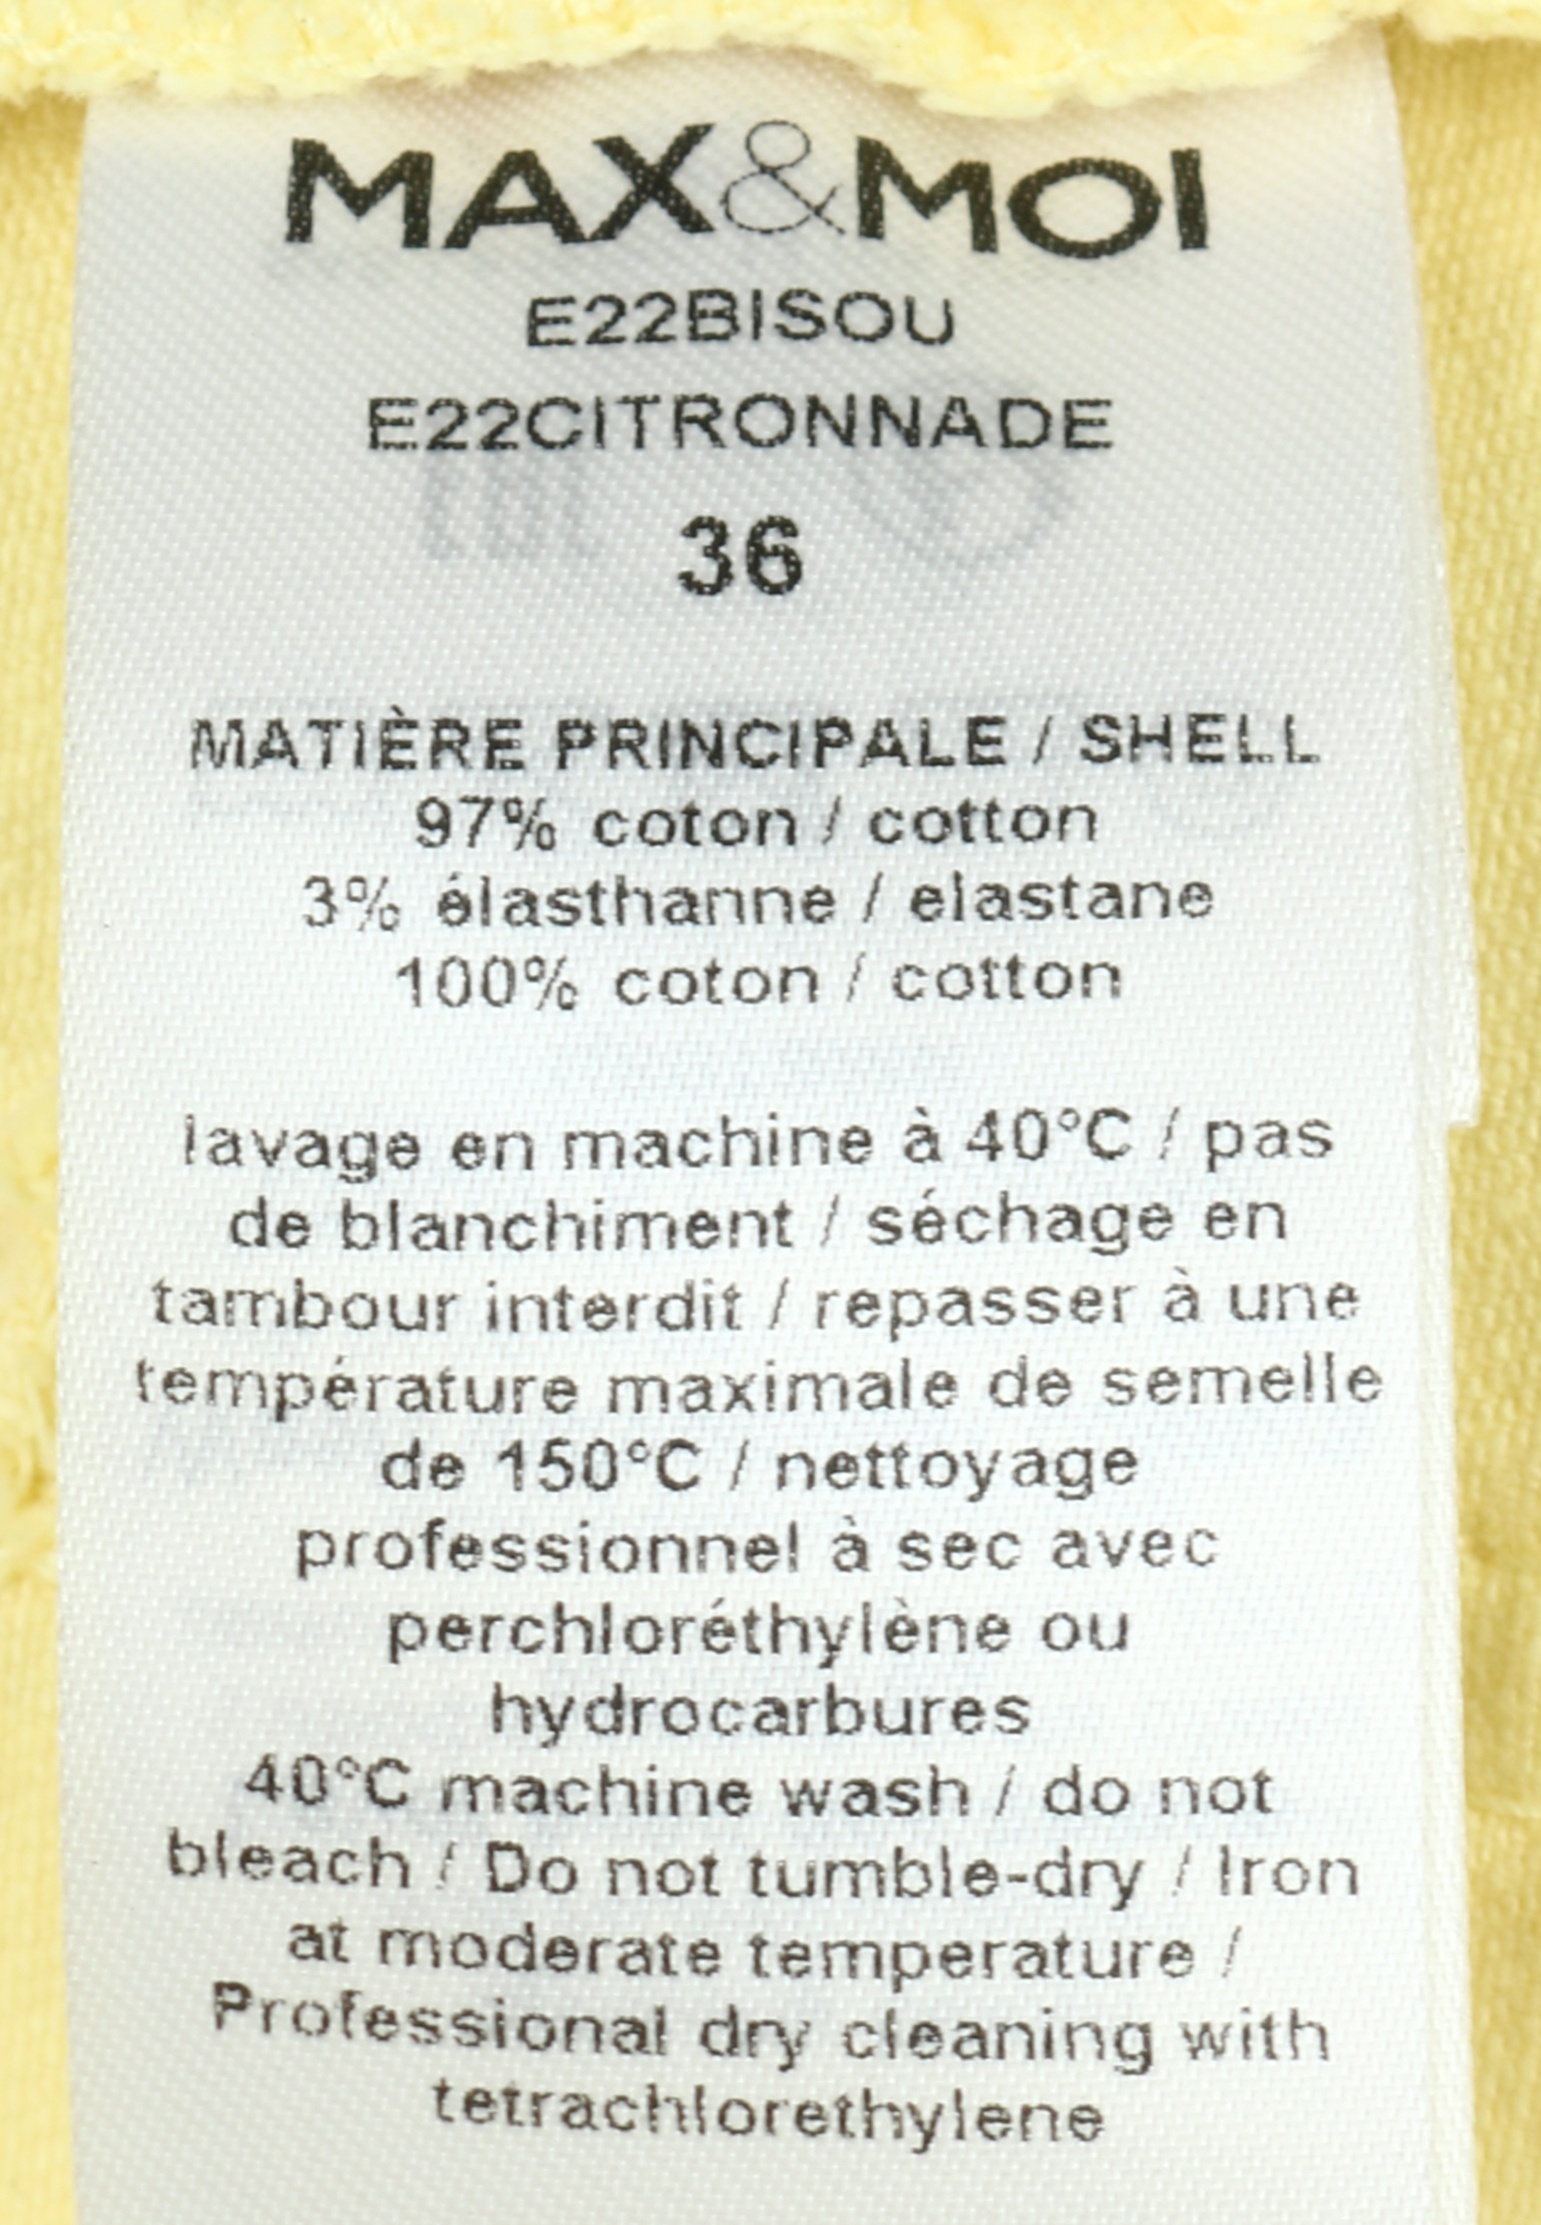 MAX&MOI
E22BISOU
E22CITRONNADE
36
MATIÈRE PRINCIPALE / SHELL
97% coton / cotton
3% élasthanne / elastane
100% coton / cotton
lavage en machine à 40°C / pas
de blanchiment / séchage en
tambour interdit / repasser à une
température maximale de semelle
de 150°C / nettoyage
professionnel à sec avec
perchloréthylène ou
hydrocarbures
40°C machine wash / do not
bleach / Do not tumble-dry / Iron
at moderate temperature /
Professional dry cleaning with
tetrachlorethylene